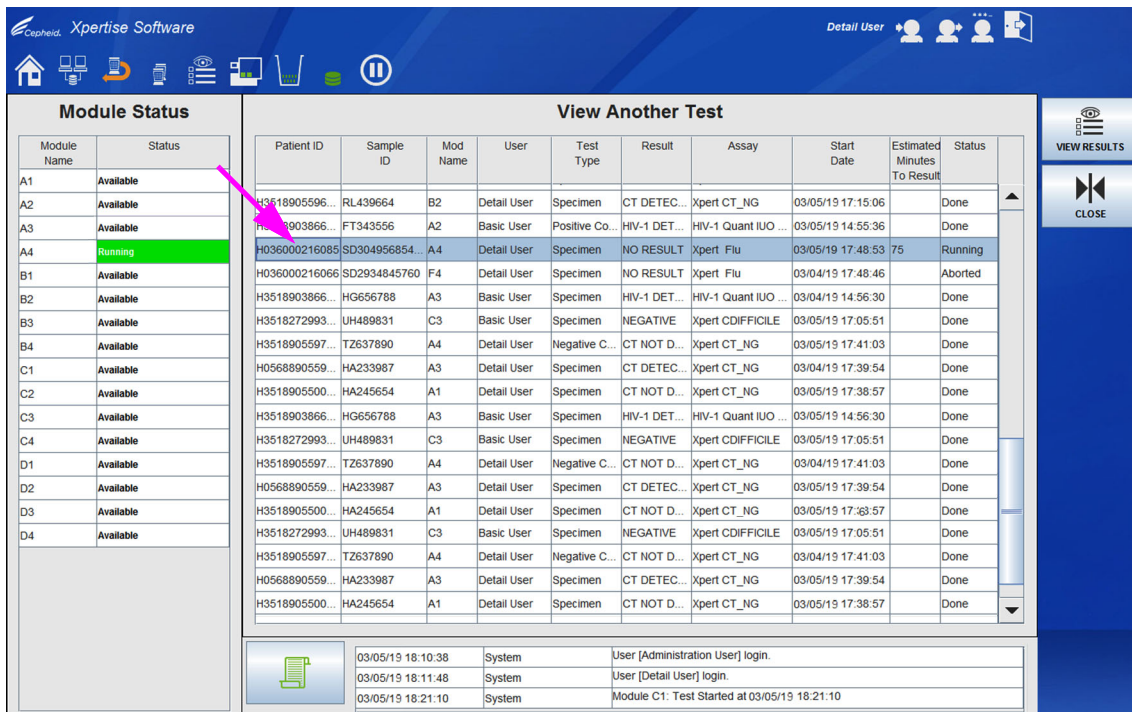 Cepheid. Xpertise Software
Detail User
Module Status
Module Name Status
A1 Available
A2 Available
A3 Available
A4 Running
B1 Available
B2 Available
B3 Available
B4 Available
C1 Available
C2 Available
C3 Available
C4 Available
D1 Available
D2 Available
D3 Available
D4 Available
View Another Test
Patient ID Sample ID Mod Name User Test Type Result Assay Start Date Estimated Minutes To Result Status
H3518905596... RL439664 B2 Detail User Specimen CT DETEC... Xpert CT_NG 03/05/19 17:15:06 Done
903866... FT343556 A2 Basic User Positive Co... HIV-1 DET... HIV-1 Quant IUO ... 03/05/19 14:55:36 Done
H036000216085 SD304956854... A4 Detail User Specimen NO RESULT Xpert Flu 03/05/19 17:48:53 75 Running
H036000216066 SD2934845760 F4 Detail User Specimen NO RESULT Xpert Flu 03/04/19 17:48:46 Aborted
H3518903866... HG656788 A3 Basic User Specimen HIV-1 DET... HIV-1 Quant IUO ... 03/04/19 14:56:30 Done
H3518272993... UH489831 C3 Basic User Specimen NEGATIVE Xpert CDIFFICILE 03/05/19 17:05:51 Done
H3518905597... TZ637890 A4 Detail User Negative C... CT NOT D... Xpert CT_NG 03/05/19 17:41:03 Done
H0568890559... HA233987 A3 Detail User Specimen CT DETEC... Xpert CT_NG 03/04/19 17:39:54 Done
H3518905500... HA245654 A1 Detail User Specimen CT NOT D... Xpert CT_NG 03/05/19 17:38:57 Done
H3518903866... HG656788 A3 Basic User Specimen HIV-1 DET... HIV-1 Quant IUO ... 03/05/19 14:56:30 Done
H3518272993... UH489831 C3 Basic User Specimen NEGATIVE Xpert CDIFFICILE 03/05/19 17:05:51 Done
H3518905597... TZ637890 A4 Detail User Negative C... CT NOT D... Xpert CT_NG 03/04/19 17:41:03 Done
H0568890559... HA233987 A3 Detail User Specimen CT DETEC... Xpert CT_NG 03/05/19 17:39:54 Done
H3518905500... HA245654 A1 Detail User Specimen CT NOT D... Xpert CT_NG 03/05/19 Done
H3518272993... UH489831 C3 Basic User Specimen NEGATIVE Xpert CDIFFICILE 03/05/19 17:05:51 Done
H3518905597... TZ637890 A4 Detail User Negative C... CT NOT D... Xpert CT_NG 03/04/19 17:41:03 Done
H0568890559... HA233987 A3 Detail User Specimen CT DETEC... Xpert CT_NG 03/05/19 17:39:54 Done
H3518905500... HA245654 A1 Detail User Specimen CT NOT D... Xpert CT_NG 03/05/19 17:38:57 Done
VIEW RESULTS
CLOSE
03/05/19 18:10:38 System User [Administration User] login.
03/05/19 18:11:48 System User [Detail User] login.
03/05/19 18:21:10 System Module C1: Test Started at 03/05/19 18:21:10